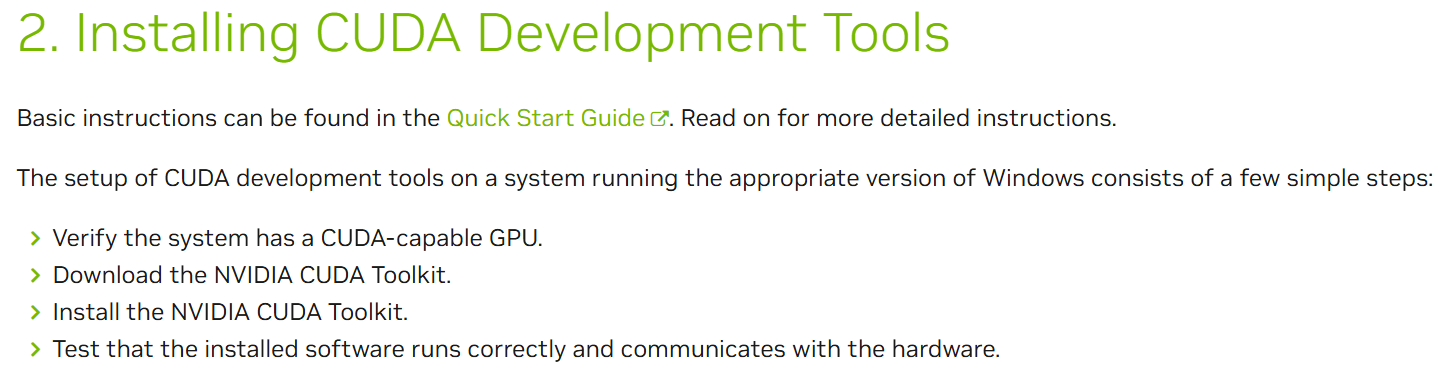 2. Installing CUDA Development Tools
Basic instructions can be found in the Quick Start Guide. Read on for more detailed instructions.
The setup of CUDA development tools on a system running the appropriate version of Windows consists of a few simple steps:
Verify the system has a CUDA-capable GPU.
Download the NVIDIA CUDA Toolkit.
Install the NVIDIA CUDA Toolkit.
Test that the installed software runs correctly and communicates with the hardware.